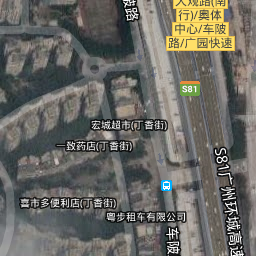 大观路(南
行)/奥体
中心/车陂
路/广园快速
陂路
S81
宏城超市(丁香街)
一致药店(丁香街)
S81广州环城高速
喜市多便利店(丁香街)
粤步租车有限公司
车陂